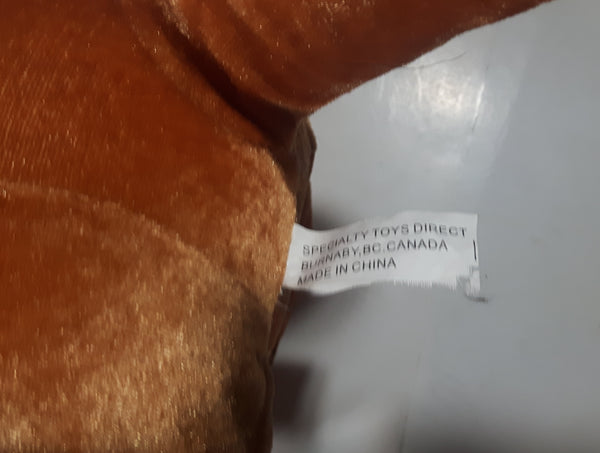 SPECIALTY TOYS DIRECT
BURNABY,BC.CANADA
MADE IN CHINA